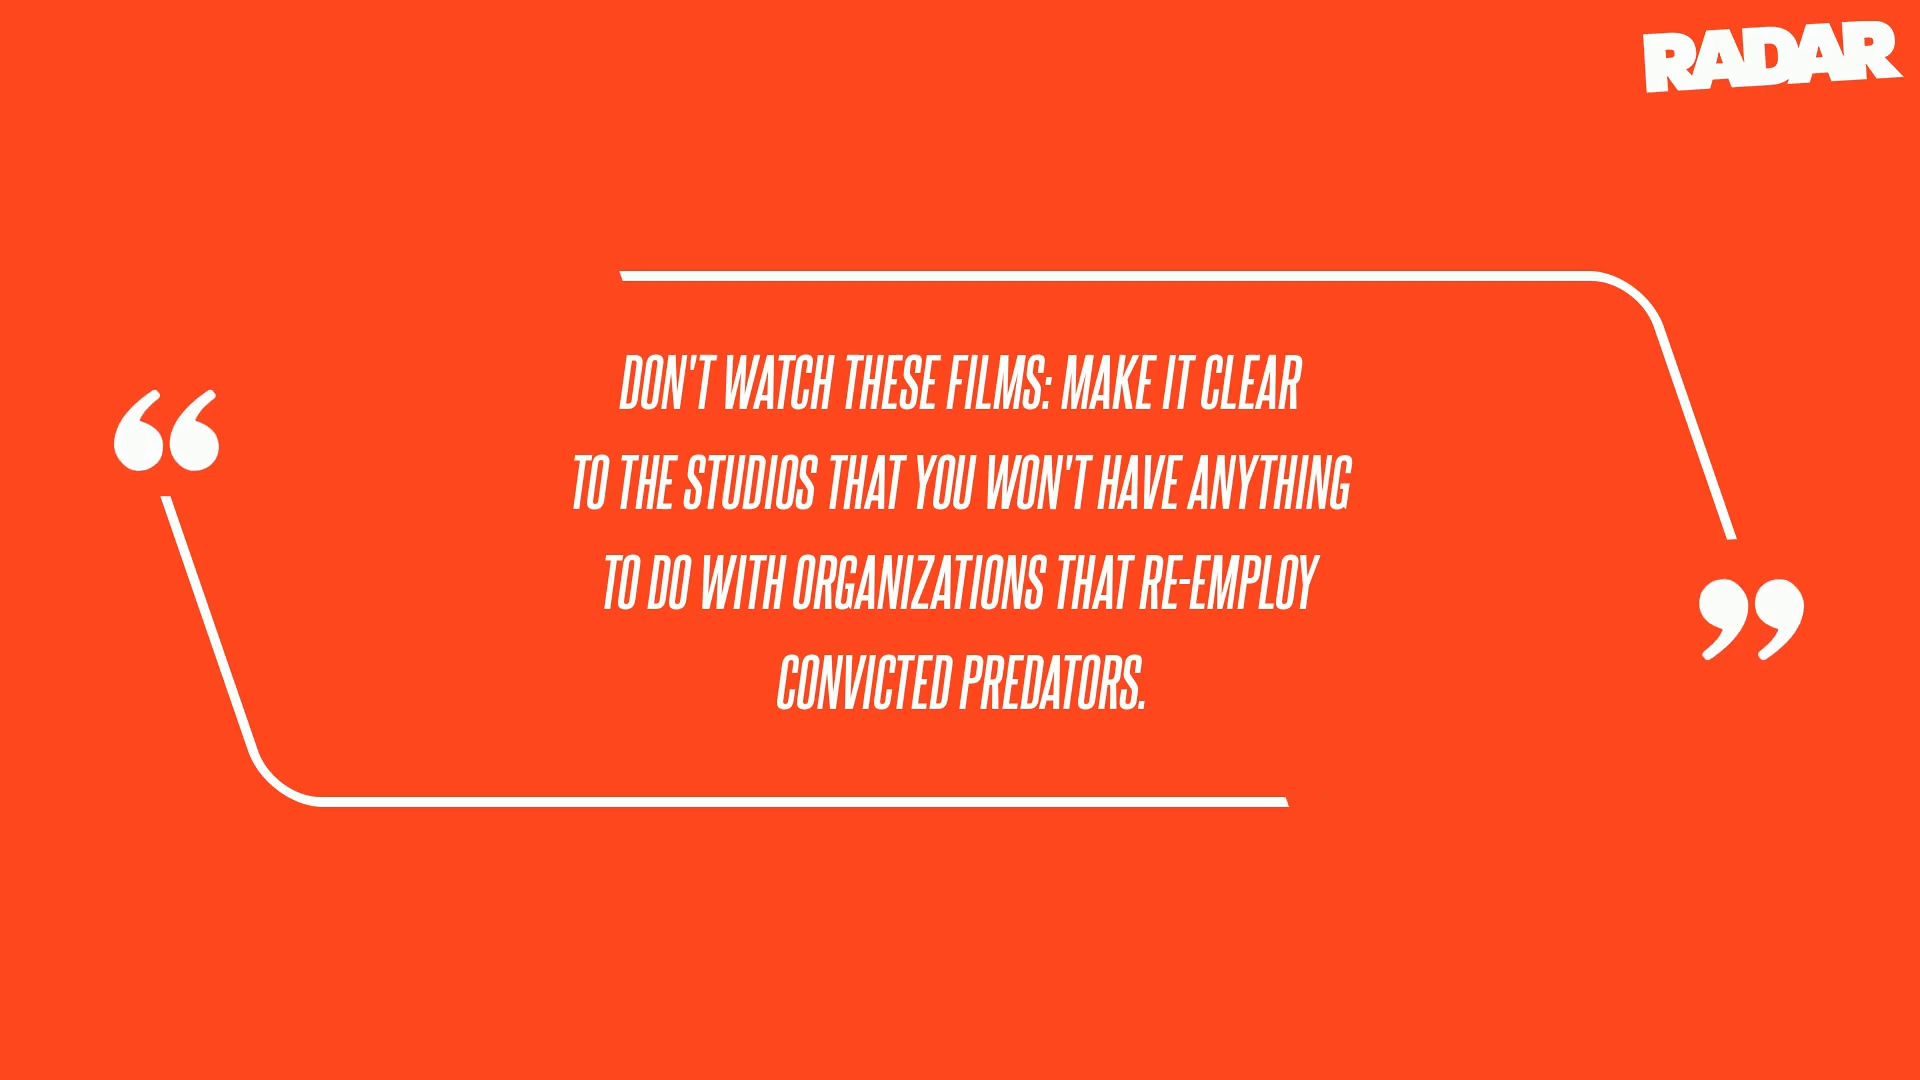 RADAR
“
DON'T WATCH THESE FILMS: MAKE IT CLEAR
TO THE STUDIOS THAT YOU WON'T HAVE ANYTHING
TO DO WITH ORGANIZATIONS THAT RE-EMPLOY
CONVICTED PREDATORS.
”